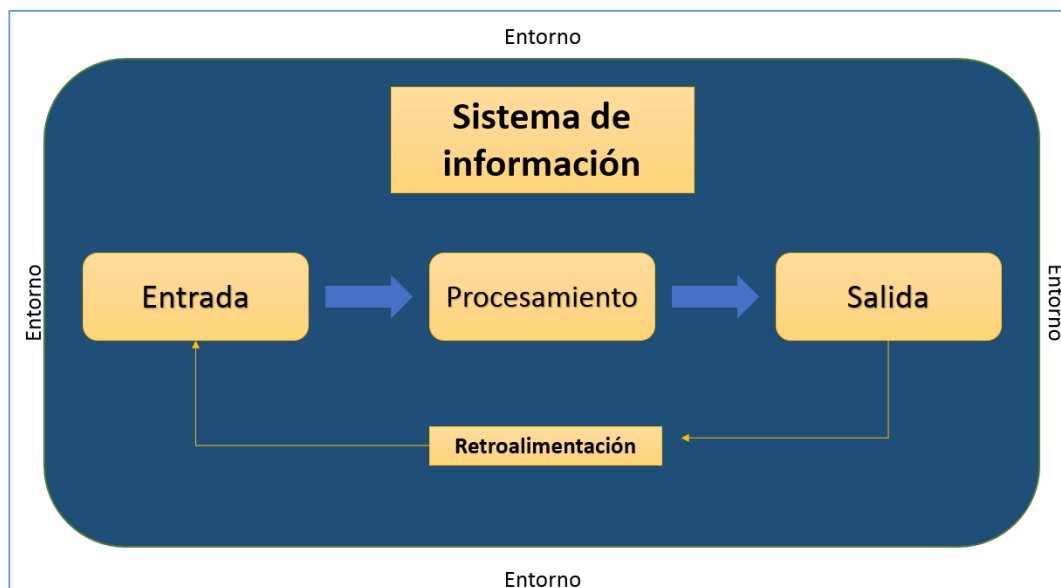 Entorno
Sistema de
información
Entorno
Entrada
Procesamiento
Salida
Entorno
Retroalimentación
Entorno